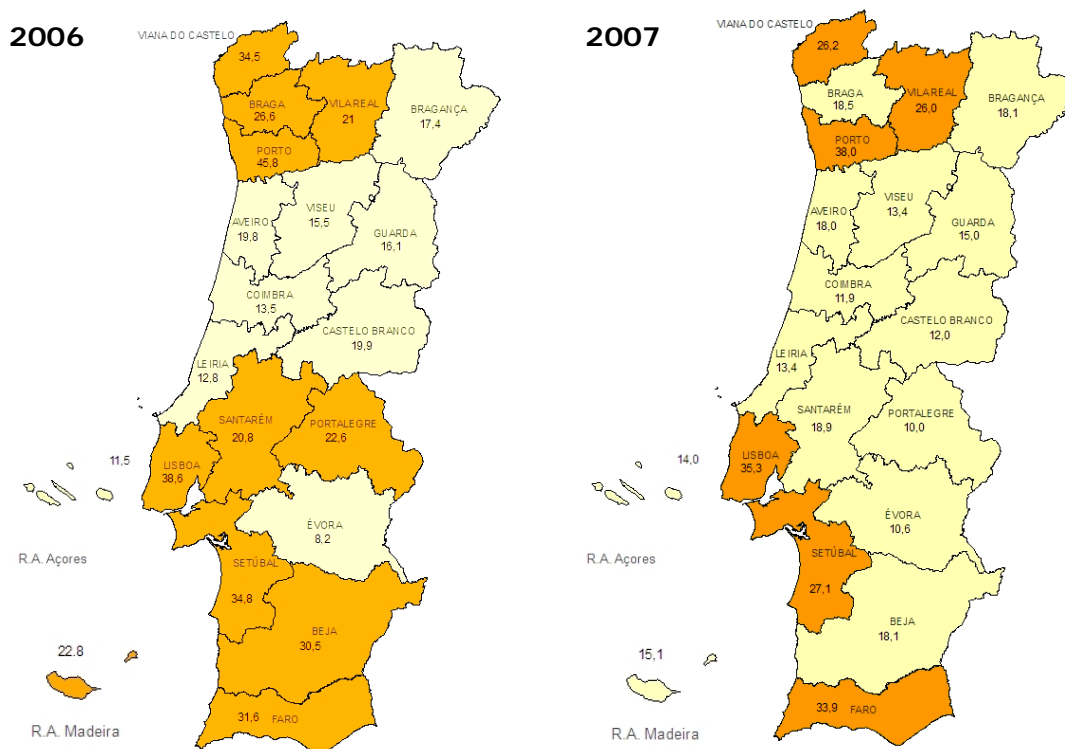 2006
VIANA DO CASTELO
34,5
BRAGA
26,6
VILA REAL
21
BRAGANÇA
17,4
PORTO
45,8
AVEIRO
19,8
VISEU
15,5
GUARDA
16,1
COIMBRA
13,5
CASTELO BRANCO
19,9
LEIRIA
12,8
SANTARÉM
20,8
PORTALEGRE
22,6
LISBOA
38,6
11,5
R.A. Açores
ÉVORA
8,2
SETÚBAL
34,8
BEJA
30,5
22.8
R.A. Madeira
31,6 FARO
2007
VIANA DO CASTELO
26,2
BRAGA
18,5
VILA REAL
26,0
BRAGANÇA
18,1
PORTO
38,0
AVEIRO
18,0
VISEU
13,4
GUARDA
15,0
COIMBRA
11,9
CASTELO BRANCO
12,0
LEIRIA
13,4
SANTARÉM
18,9
PORTALEGRE
10,0
LISBOA
35,3
14,0
R.A. Açores
ÉVORA
10,6
SETÚBAL
27,1
BEJA
18,1
15,1
R.A. Madeira
33,9 FARO